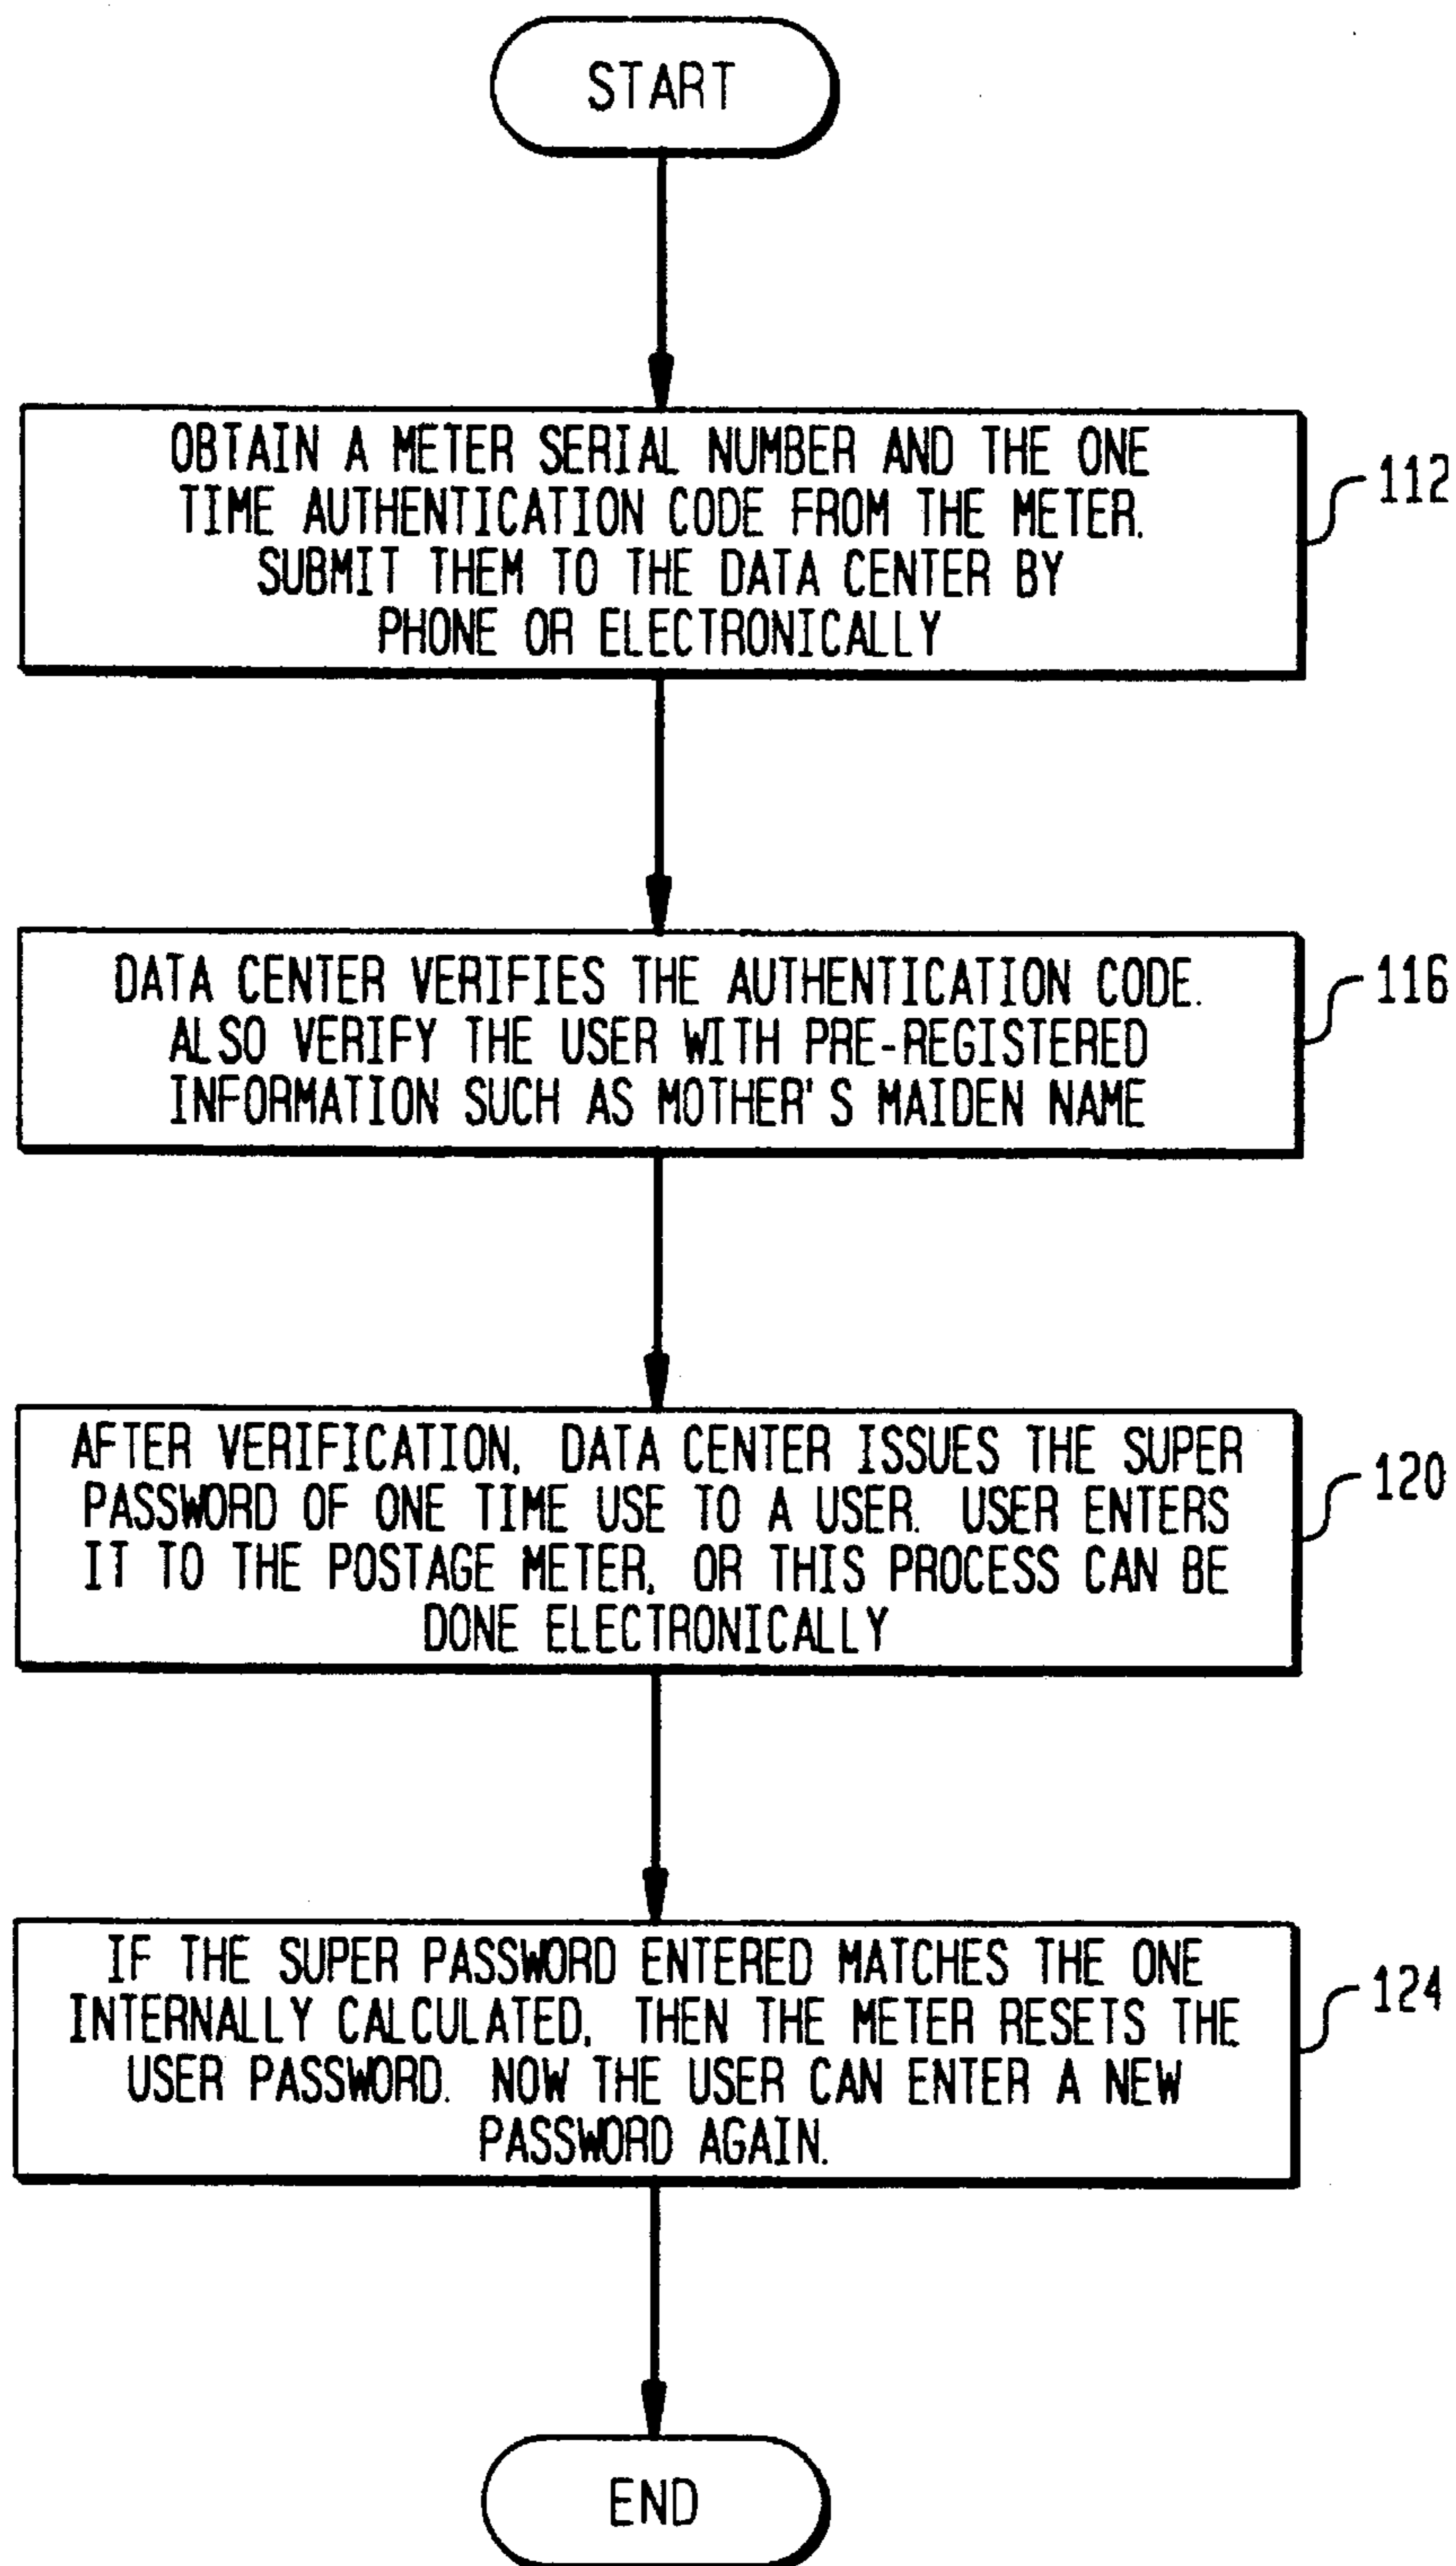 START
OBTAIN A METER SERIAL NUMBER AND THE ONE
TIME AUTHENTICATION CODE FROM THE METER.
SUBMIT THEM TO THE DATA CENTER BY
PHONE OR ELECTRONICALLY
112
DATA CENTER VERIFIES THE AUTHENTICATION CODE.
ALSO VERIFY THE USER WITH PRE-REGISTERED
INFORMATION SUCH AS MOTHER'S MAIDEN NAME
116
AFTER VERIFICATION, DATA CENTER ISSUES THE SUPER
PASSWORD OF ONE TIME USE TO A USER. USER ENTERS
IT TO THE POSTAGE METER, OR THIS PROCESS CAN BE
DONE ELECTRONICALLY
120
IF THE SUPER PASSWORD ENTERED MATCHES THE ONE
INTERNALLY CALCULATED, THEN THE METER RESETS THE
USER PASSWORD. NOW THE USER CAN ENTER A NEW
PASSWORD AGAIN.
124
END